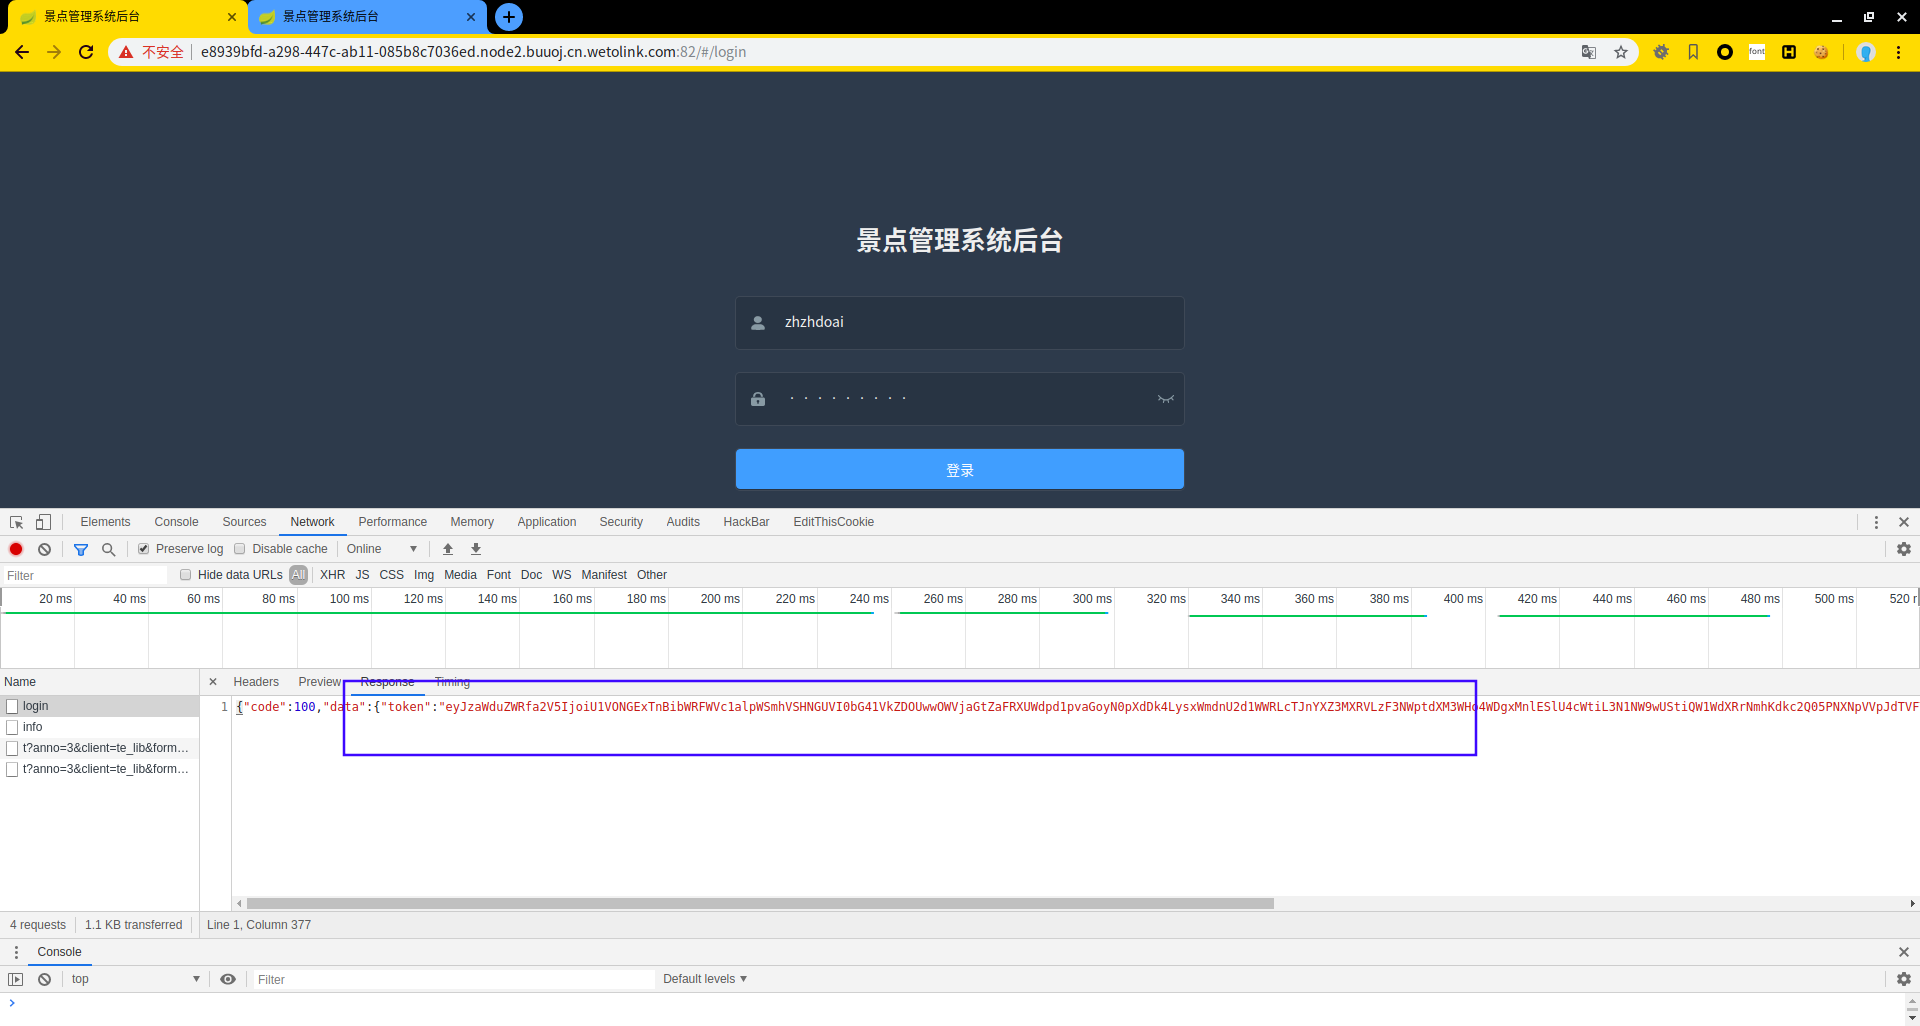 景点管理系统后台
景点管理系统后台
不安全 e8939bfd-a298-447c-ab11-085b8c7036ed.node2.buuoj.cn.wetolink.com:82/#/login
font
景点管理系统后台
zhzhdoai
登录
Elements Console Sources Network Performance Memory Application Security Audits HackBar EditThisCookie
Preserve log Disable cache Online
Filter Hide data URLs All XHR JS CSS Img Media Font Doc WS Manifest Other
20 ms 40 ms 60 ms 80 ms 100 ms 120 ms 140 ms 160 ms 180 ms 200 ms 220 ms 240 ms 260 ms 280 ms 300 ms 320 ms 340 ms 360 ms 380 ms 400 ms 420 ms 440 ms 460 ms 480 ms 500 ms 520 r
Name Headers Preview Response Timing
login
1 {"code":100,"data":{"token":
info
t?anno=3&client=te_lib&form…
t?anno=3&client=te_lib&form…
4 requests 1.1 KB transferred Line 1, Column 377
Console
top Filter Default levels